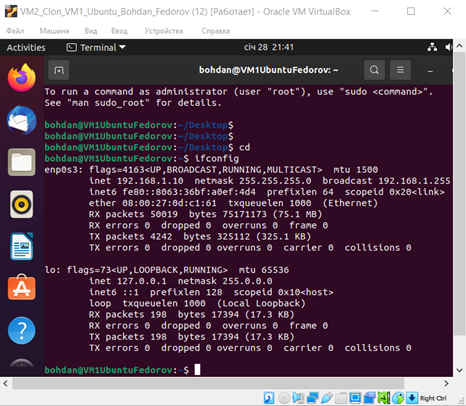 VM2_Clon_VM1_Ubuntu_Bohdan_Fedorov (12) [Работает] - Oracle VM VirtualBox
Файл Машина Вид Ввод Устройства Справка
Activities Terminal січ 28 21:41
bohdan@VM1UbuntuFedorov: ~
To run a command as administrator (user "root"), use "sudo <command>".
See "man sudo_root" for details.
bohdan@VM1UbuntuFedorov:~/Desktop$
bohdan@VM1UbuntuFedorov:~/Desktop$
bohdan@VM1UbuntuFedorov:~/Desktop$ cd
bohdan@VM1UbuntuFedorov:~$ ifconfig
enp0s3: flags=4163<UP,BROADCAST,RUNNING,MULTICAST> mtu 1500
inet 192.168.1.10 netmask 255.255.255.0 broadcast 192.168.1.255
inet6 fe80::8063:36bf:a0ef:4d4 prefixlen 64 scopeid 0x20<link>
ether 08:00:27:0d:c1:61 txqueuelen 1000 (Ethernet)
RX packets 50019 bytes 75171173 (75.1 MB)
RX errors 0 dropped 0 overruns 0 frame 0
TX packets 4242 bytes 325112 (325.1 KB)
TX errors 0 dropped 0 overruns 0 carrier 0 collisions 0
lo: flags=73<UP,LOOPBACK,RUNNING> mtu 65536
inet 127.0.0.1 netmask 255.0.0.0
inet6 ::1 prefixlen 128 scopeid 0x10<host>
loop txqueuelen 1000 (Local Loopback)
RX packets 198 bytes 17394 (17.3 KB)
RX errors 0 dropped 0 overruns 0 frame 0
TX packets 198 bytes 17394 (17.3 KB)
TX errors 0 dropped 0 overruns 0 carrier 0 collisions 0
bohdan@VM1UbuntuFedorov:~$
Right Ctrl